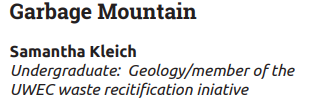 Garbage Mountain
Samantha Kleich
Undergraduate:  Geology/member of the
UWEC waste recitification iniative